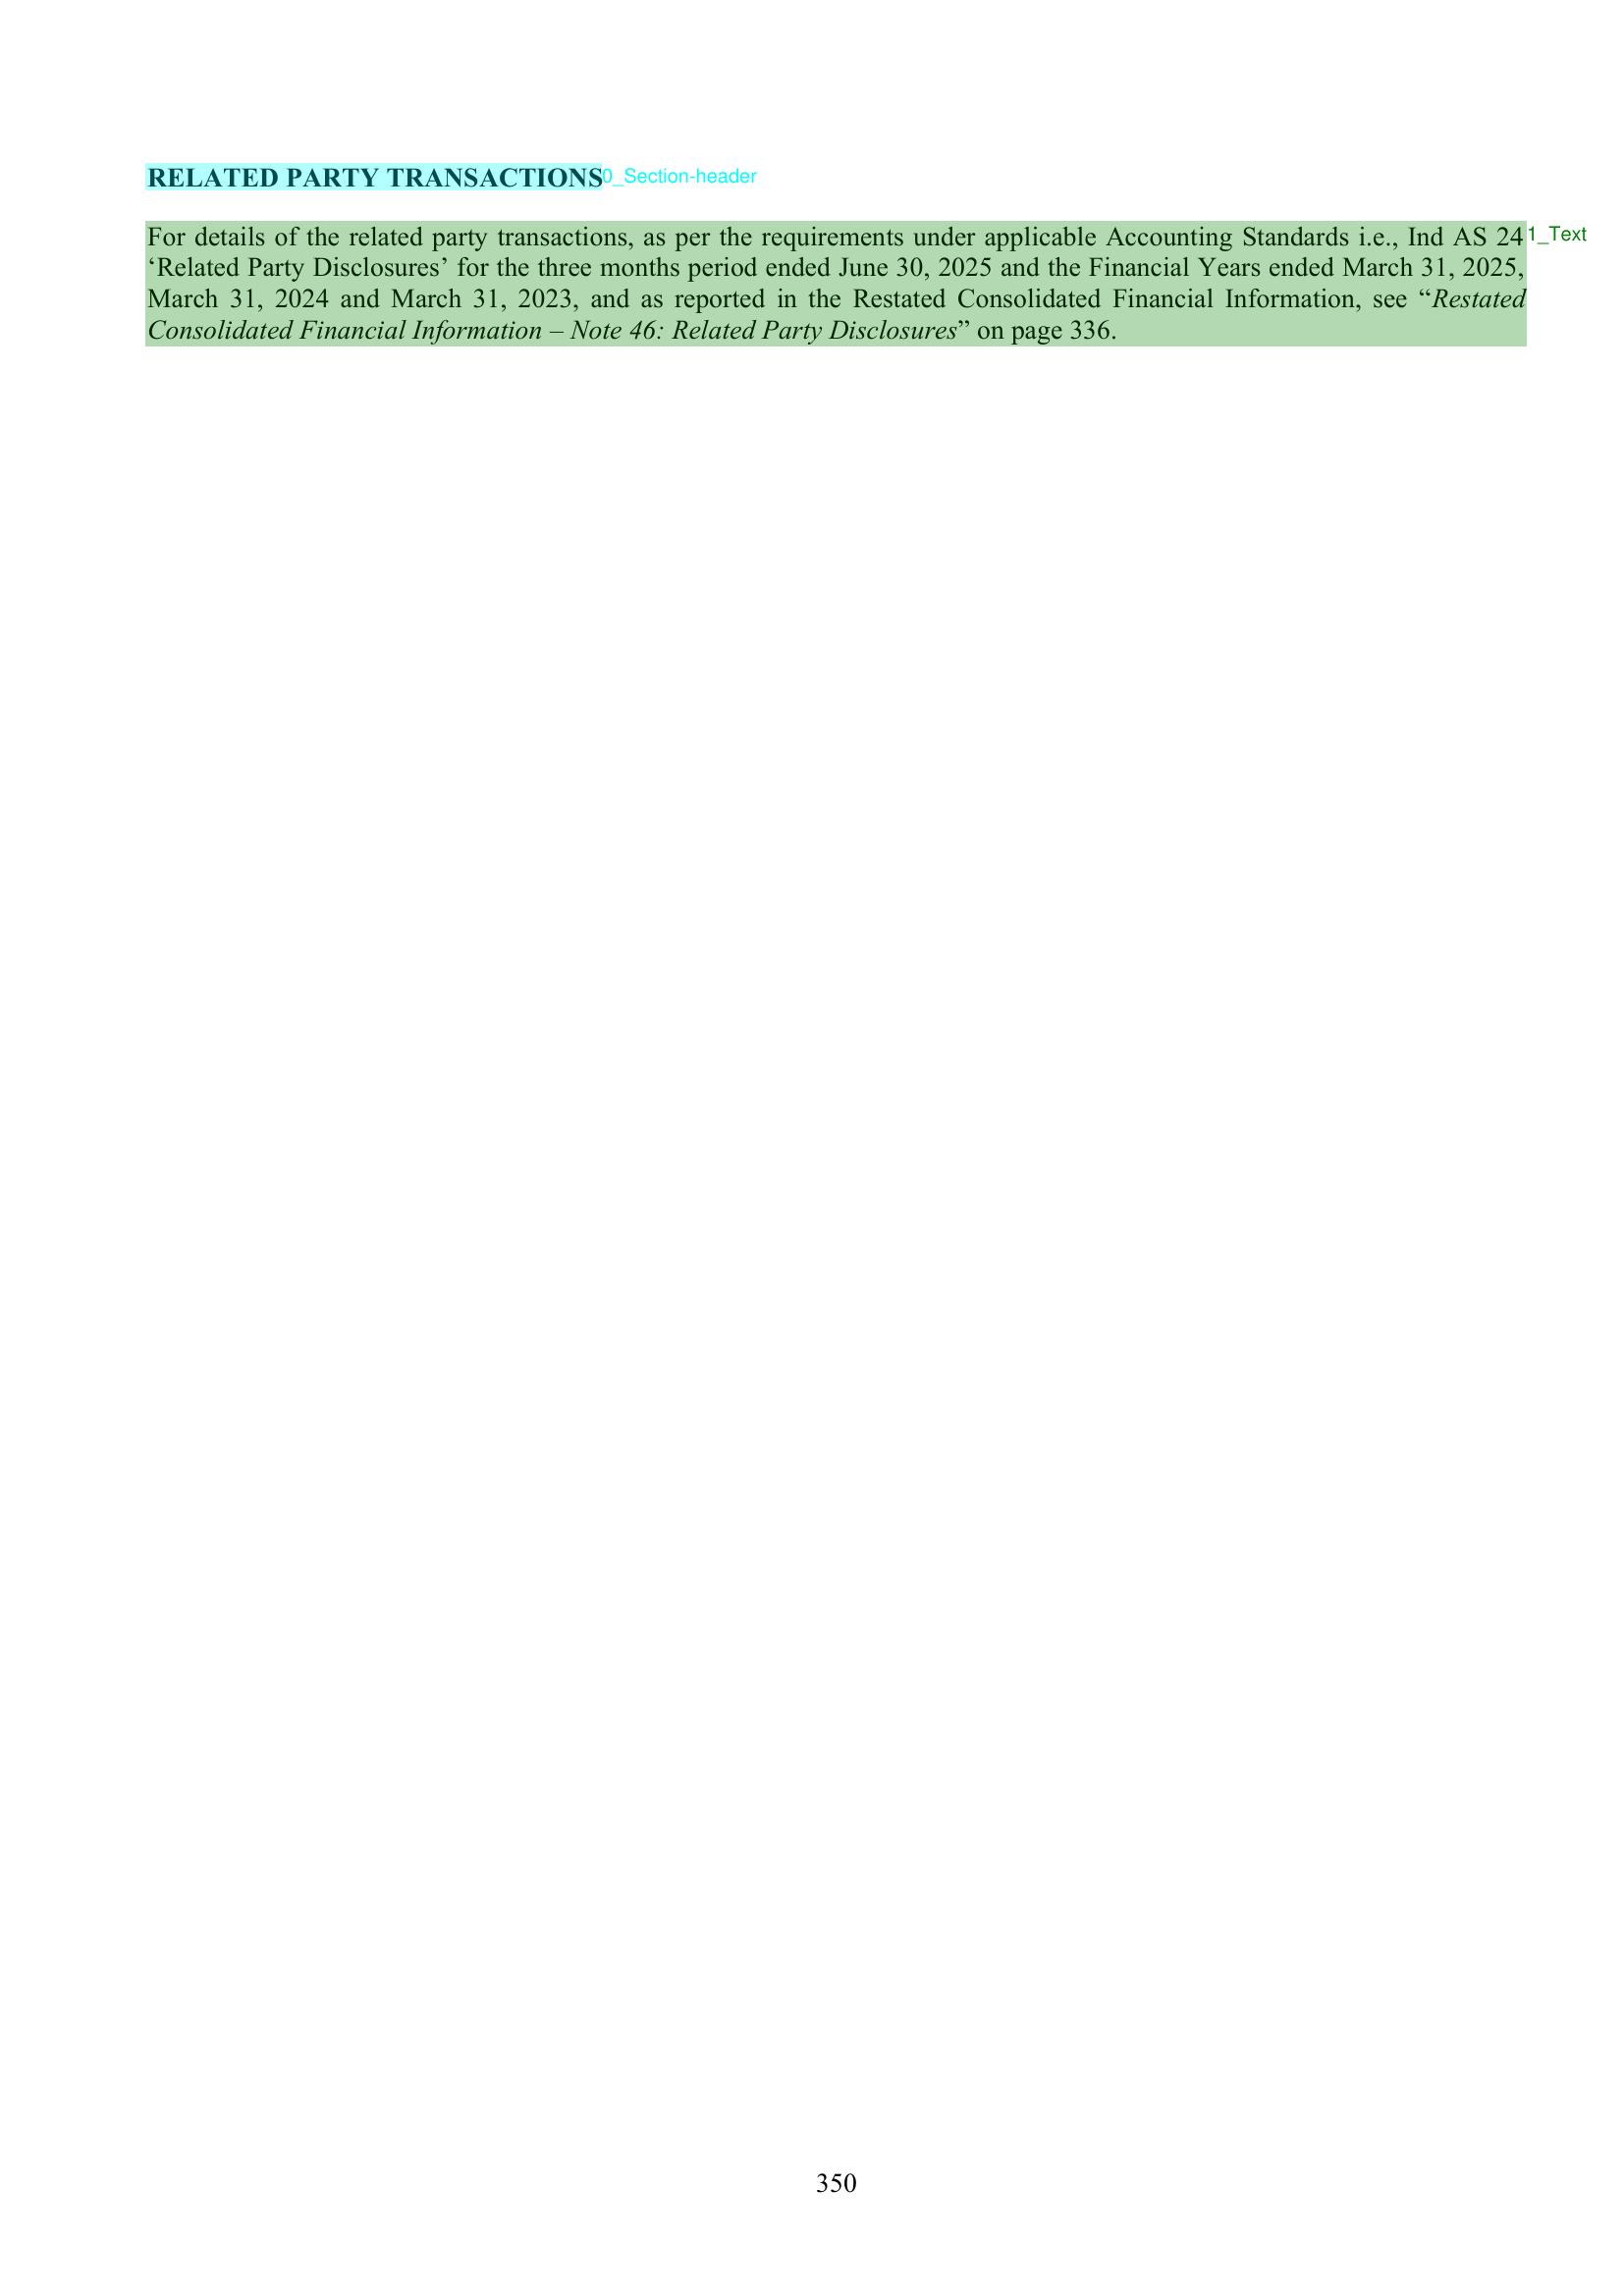 RELATED PARTY TRANSACTIONS0_Section-header
For details of the related party transactions, as per the requirements under applicable Accounting Standards i.e., Ind AS 24 1_Text
‘Related Party Disclosures’ for the three months period ended June 30, 2025 and the Financial Years ended March 31, 2025,
March 31, 2024 and March 31, 2023, and as reported in the Restated Consolidated Financial Information, see “Restated
Consolidated Financial Information – Note 46: Related Party Disclosures” on page 336.
350